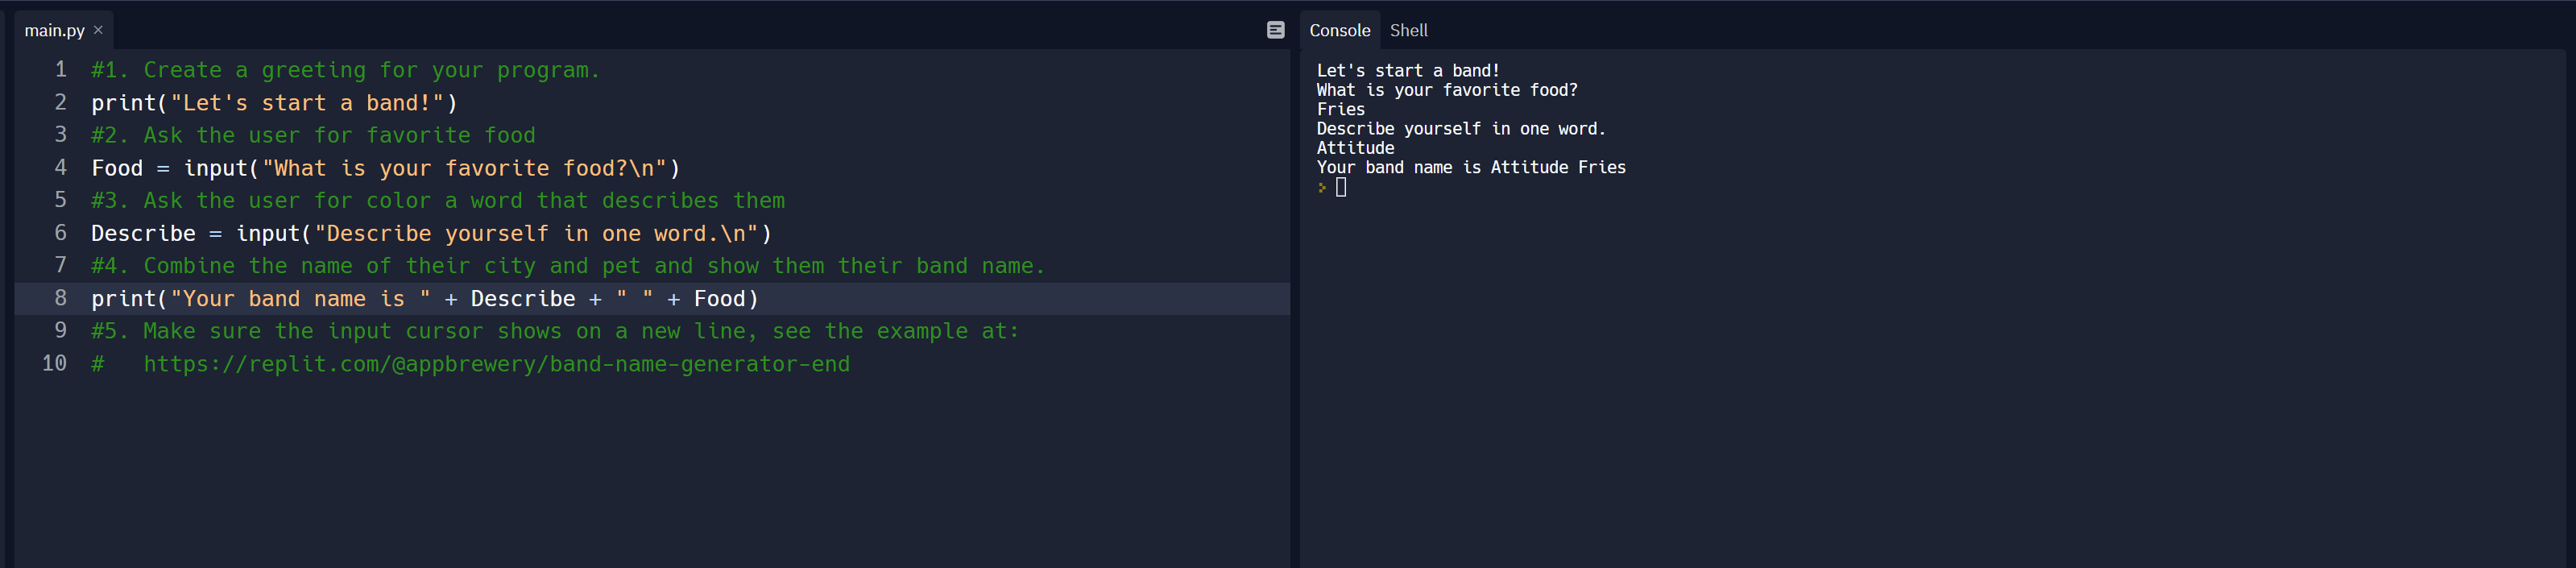 main.py ×
1 #1. Create a greeting for your program.
2 print("Let's start a band!")
3 #2. Ask the user for favorite food
4 Food = input("What is your favorite food?\n")
5 #3. Ask the user for color a word that describes them
6 Describe = input("Describe yourself in one word.\n")
7 #4. Combine the name of their city and pet and show them their band name.
8 print("Your band name is " + Describe + " " + Food)
9 #5. Make sure the input cursor shows on a new line, see the example at:
10 #   https://replit.com/@appbrewery/band-name-generator-end
Console Shell
Let's start a band!
What is your favorite food?
Fries
Describe yourself in one word.
Attitude
Your band name is Attitude Fries